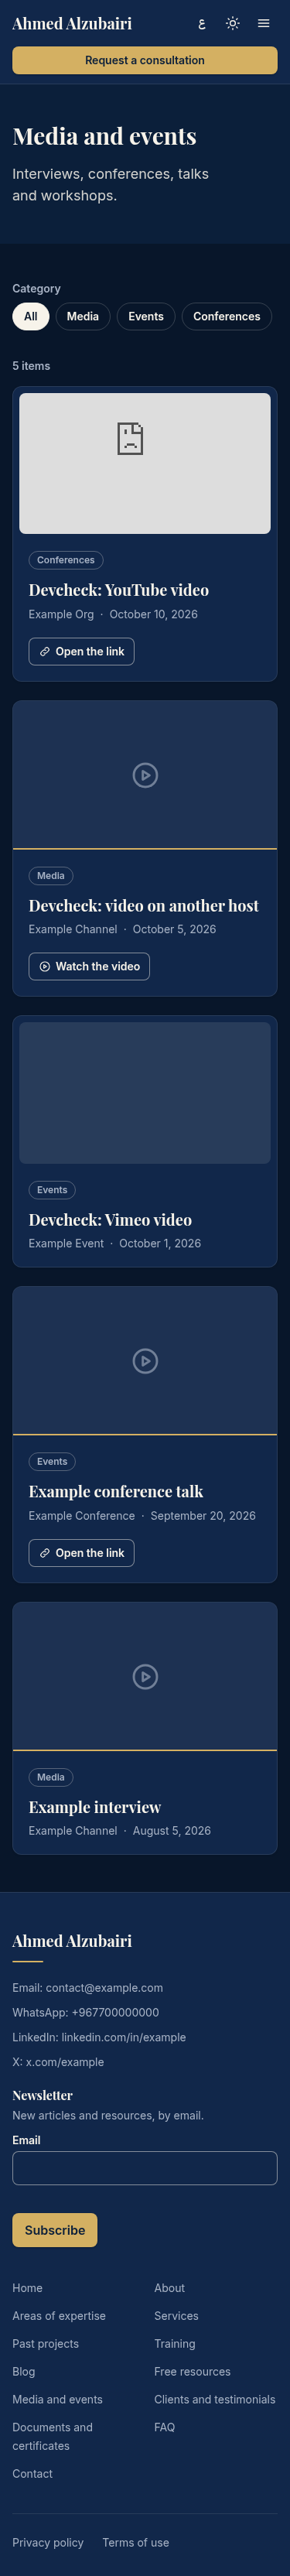 Ahmed Alzubairi
ع
Request a consultation
Media and events
Interviews, conferences, talks
and workshops.
Category
All
Media
Events
Conferences
5 items
Conferences
Devcheck: YouTube video
Example Org · October 10, 2026
Open the link
Media
Devcheck: video on another host
Example Channel · October 5, 2026
Watch the video
Events
Devcheck: Vimeo video
Example Event · October 1, 2026
Events
Example conference talk
Example Conference · September 20, 2026
Open the link
Media
Example interview
Example Channel · August 5, 2026
Ahmed Alzubairi
Email: contact@example.com
WhatsApp: +967700000000
LinkedIn: linkedin.com/in/example
X: x.com/example
Newsletter
New articles and resources, by email.
Email
Subscribe
Home
About
Areas of expertise
Services
Past projects
Training
Blog
Free resources
Media and events
Clients and testimonials
Documents and
certificates
FAQ
Contact
Privacy policy
Terms of use